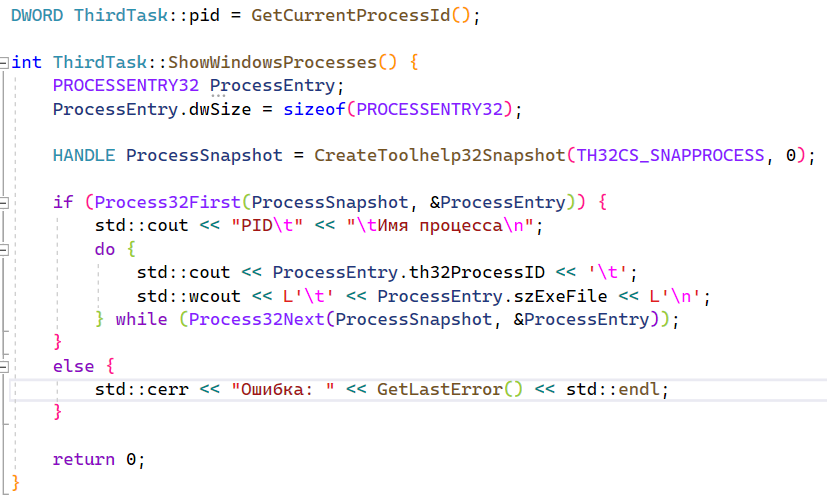 DWORD ThirdTask::pid = GetCurrentProcessId();
int ThirdTask::ShowWindowsProcesses() {
PROCESSENTRY32 ProcessEntry;
ProcessEntry.dwSize = sizeof(PROCESSENTRY32);
HANDLE ProcessSnapshot = CreateToolhelp32Snapshot(TH32CS_SNAPPROCESS, 0);
if (Process32First(ProcessSnapshot, &ProcessEntry)) {
std::cout << "PID\t" << "\tИмя процесса\n";
do {
std::cout << ProcessEntry.th32ProcessID << '\t';
std::wcout << L'\t' << ProcessEntry.szExeFile << L'\n';
} while (Process32Next(ProcessSnapshot, &ProcessEntry));
}
else {
std::cerr << "Ошибка: " << GetLastError() << std::endl;
}
return 0;
}